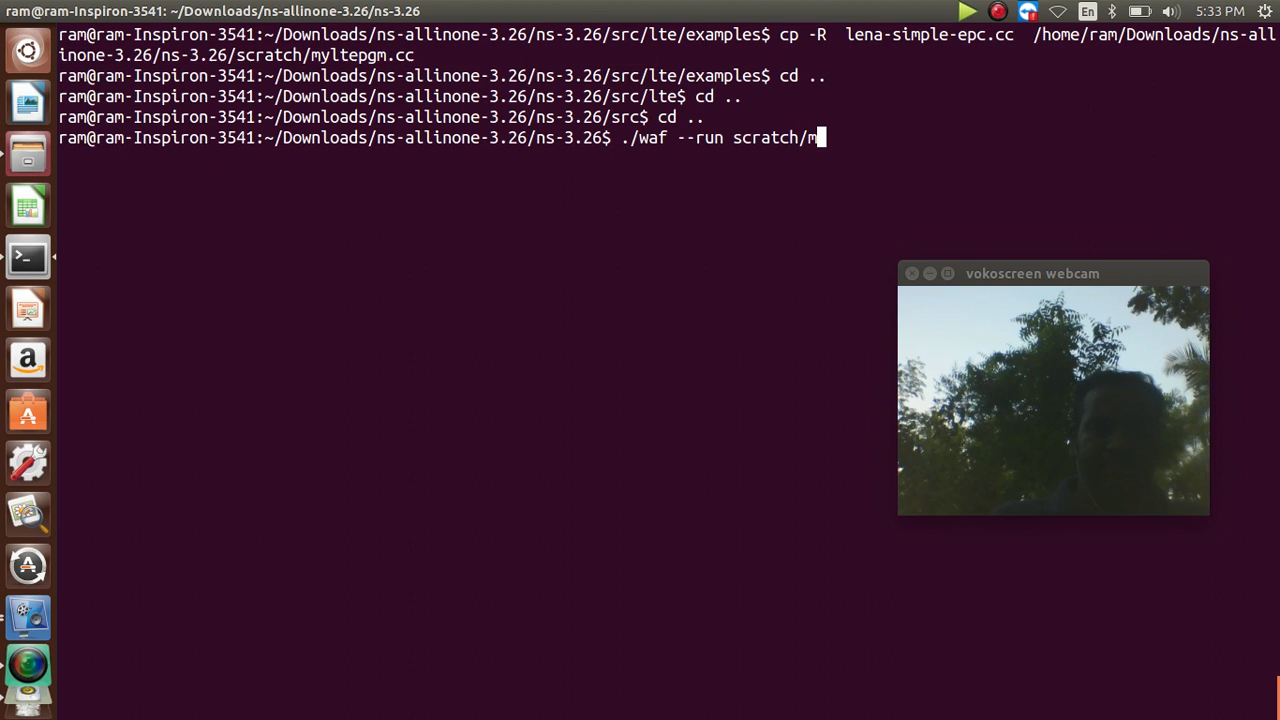 ram@ram-Inspiron-3541: ~/Downloads/ns-allinone-3.26/ns-3.26
En
5:33 PM
ram@ram-Inspiron-3541:~/Downloads/ns-allinone-3.26/ns-3.26/src/lte/examples$ cp -R  lena-simple-epc.cc  /home/ram/Downloads/ns-all
inone-3.26/ns-3.26/scratch/myltepgm.cc
ram@ram-Inspiron-3541:~/Downloads/ns-allinone-3.26/ns-3.26/src/lte/examples$ cd ..
ram@ram-Inspiron-3541:~/Downloads/ns-allinone-3.26/ns-3.26/src/lte$ cd ..
ram@ram-Inspiron-3541:~/Downloads/ns-allinone-3.26/ns-3.26/src$ cd ..
ram@ram-Inspiron-3541:~/Downloads/ns-allinone-3.26/ns-3.26$ ./waf --run scratch/m
vokoscreen webcam